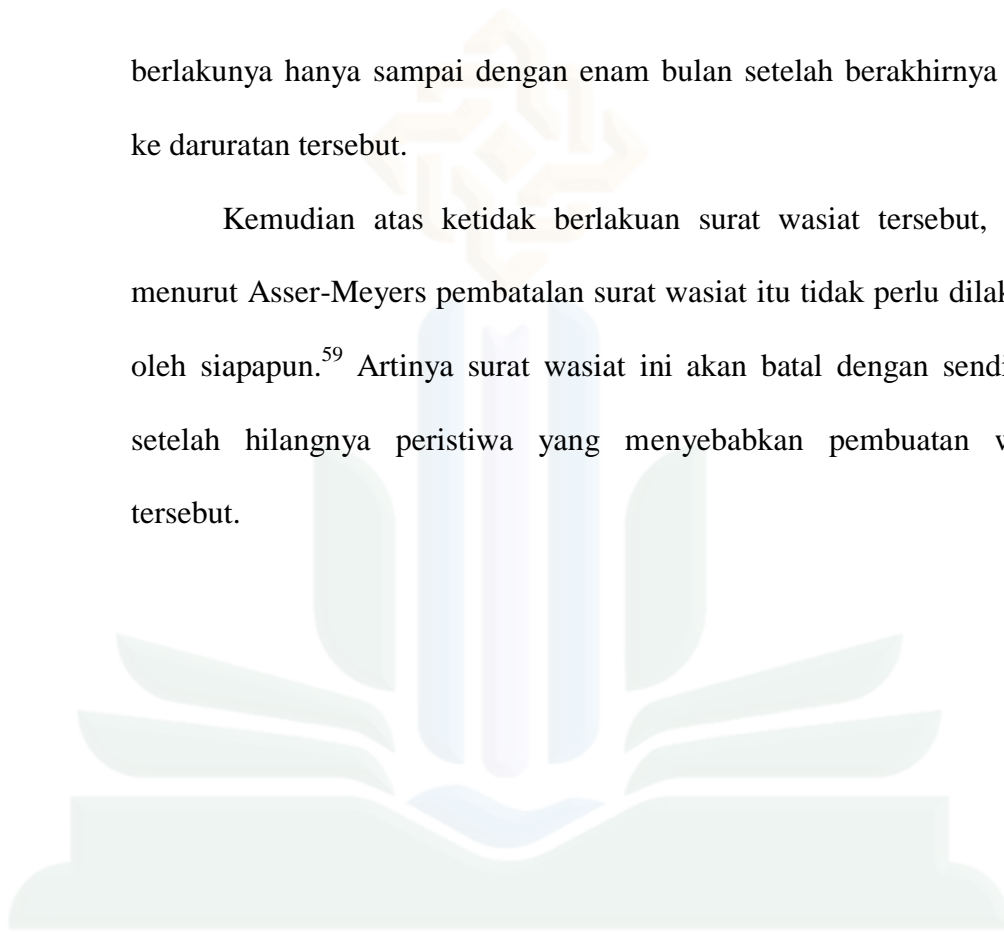 berlakunya hanya sampai dengan enam bulan setelah berakhirnya
ke daruratan tersebut.
Kemudian atas ketidak berlakuan surat wasiat tersebut,
menurut Asser-Meyers pembatalan surat wasiat itu tidak perlu
oleh siapapun.59 Artinya surat wasiat ini akan batal dengan
setelah hilangnya peristiwa yang menyebabkan pembuatan
tersebut.